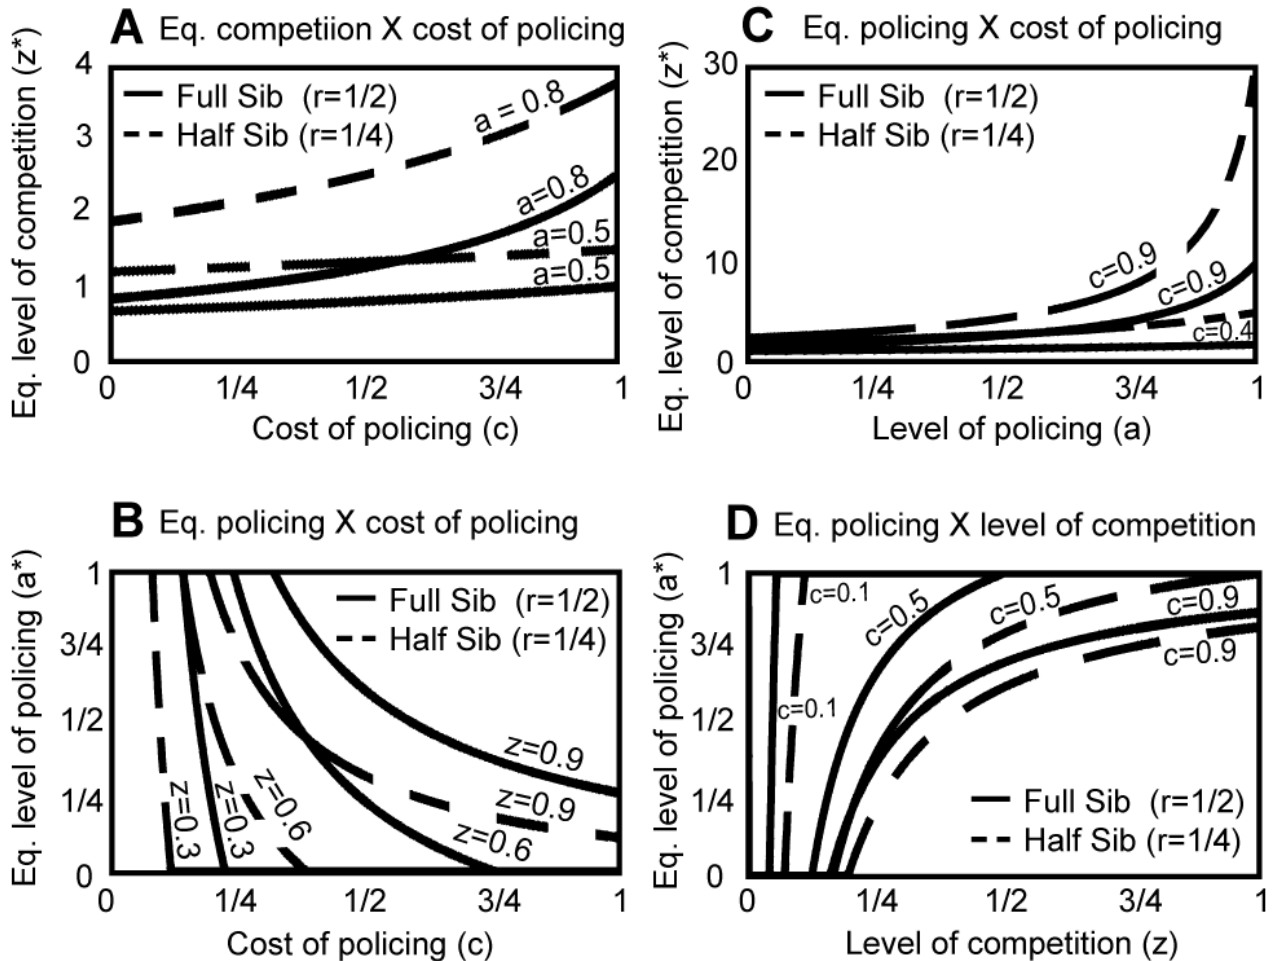 A Eq. competiion X cost of policing
Eq. level of competition (z*)
4
3
2
1
0
Full Sib (r=1/2)
Half Sib (r=1/4)
a = 0.8
a=0.8
a=0.5
a=0.5
0 1/4 1/2 3/4 1
Cost of policing (c)
C Eq. policing X cost of policing
Eq. level of competition (z*)
30
20
10
0
Full Sib (r=1/2)
Half Sib (r=1/4)
c=0.9
c=0.9
c=0.4
0 1/4 1/2 3/4 1
Level of policing (a)
B Eq. policing X cost of policing
Eq. level of policing (a*)
1
3/4
1/2
1/4
0
Full Sib (r=1/2)
Half Sib (r=1/4)
z=0.3
z=0.3
z=0.6
z=0.9
z=0.9
z=0.6
0 1/4 1/2 3/4 1
Cost of policing (c)
D Eq. policing X level of competition
Eq. level of policing (a*)
1
3/4
1/2
1/4
0
c=0.1
c=0.1
c=0.5
c=0.5
c=0.9
c=0.9
Full Sib (r=1/2)
Half Sib (r=1/4)
0 1/4 1/2 3/4 1
Level of competition (z)